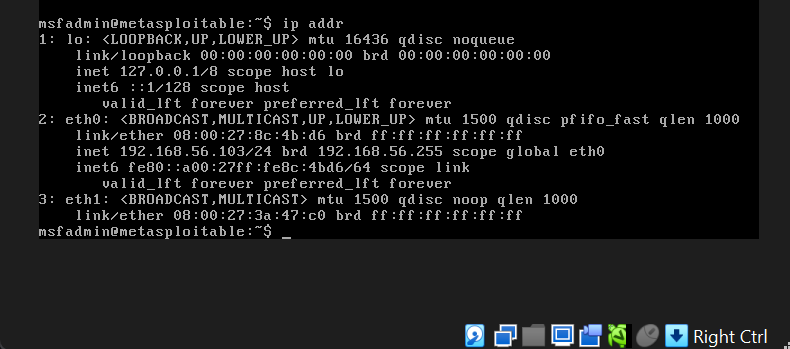 msfadmin@metasploitable:~$ ip addr
1: lo: <LOOPBACK,UP,LOWER_UP> mtu 16436 qdisc noqueue
    link/loopback 00:00:00:00:00:00 brd 00:00:00:00:00:00
    inet 127.0.0.1/8 scope host lo
    inet6 ::1/128 scope host
       valid_lft forever preferred_lft forever
2: eth0: <BROADCAST,MULTICAST,UP,LOWER_UP> mtu 1500 qdisc pfifo_fast qlen 1000
    link/ether 08:00:27:8c:4b:d6 brd ff:ff:ff:ff:ff:ff
    inet 192.168.56.103/24 brd 192.168.56.255 scope global eth0
    inet6 fe80::a00:27ff:fe8c:4bd6/64 scope link
       valid_lft forever preferred_lft forever
3: eth1: <BROADCAST,MULTICAST> mtu 1500 qdisc noop qlen 1000
    link/ether 08:00:27:3a:47:c0 brd ff:ff:ff:ff:ff:ff
msfadmin@metasploitable:~$ _
Right Ctrl